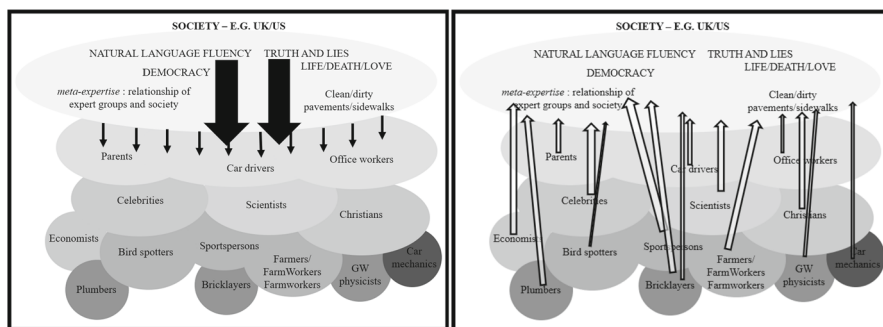 SOCIETY – E.G. UK/US
NATURAL LANGUAGE FLUENCY TRUTH AND LIES
DEMOCRACY LIFE/DEATH/LOVE
meta-expertise : relationship of
expert groups and society
Clean/dirty
pavements/sidewalks
Parents
Car drivers
Office workers
Celebrities
Scientists
Christians
Economists
Bird spotters
Sportspersons
Farmers/
FarmWorkers
Farmworkers
GW
physicists
Car
mechanics
Plumbers
Bricklayers
SOCIETY – E.G. UK/US
NATURAL LANGUAGE FLUENCY TRUTH AND LIES
DEMOCRACY LIFE/DEATH/LOVE
meta-expertise : relationship of
expert groups and society
Clean/dirty
pavements/sidewalks
Parents
Car drivers
Office workers
Celebrities
Scientists
Christians
Economists
Bird spotters
Sportspersons
Farmers/
FarmWorkers
Farmworkers
GW
physicists
Car
mechanics
Plumbers
Bricklayers